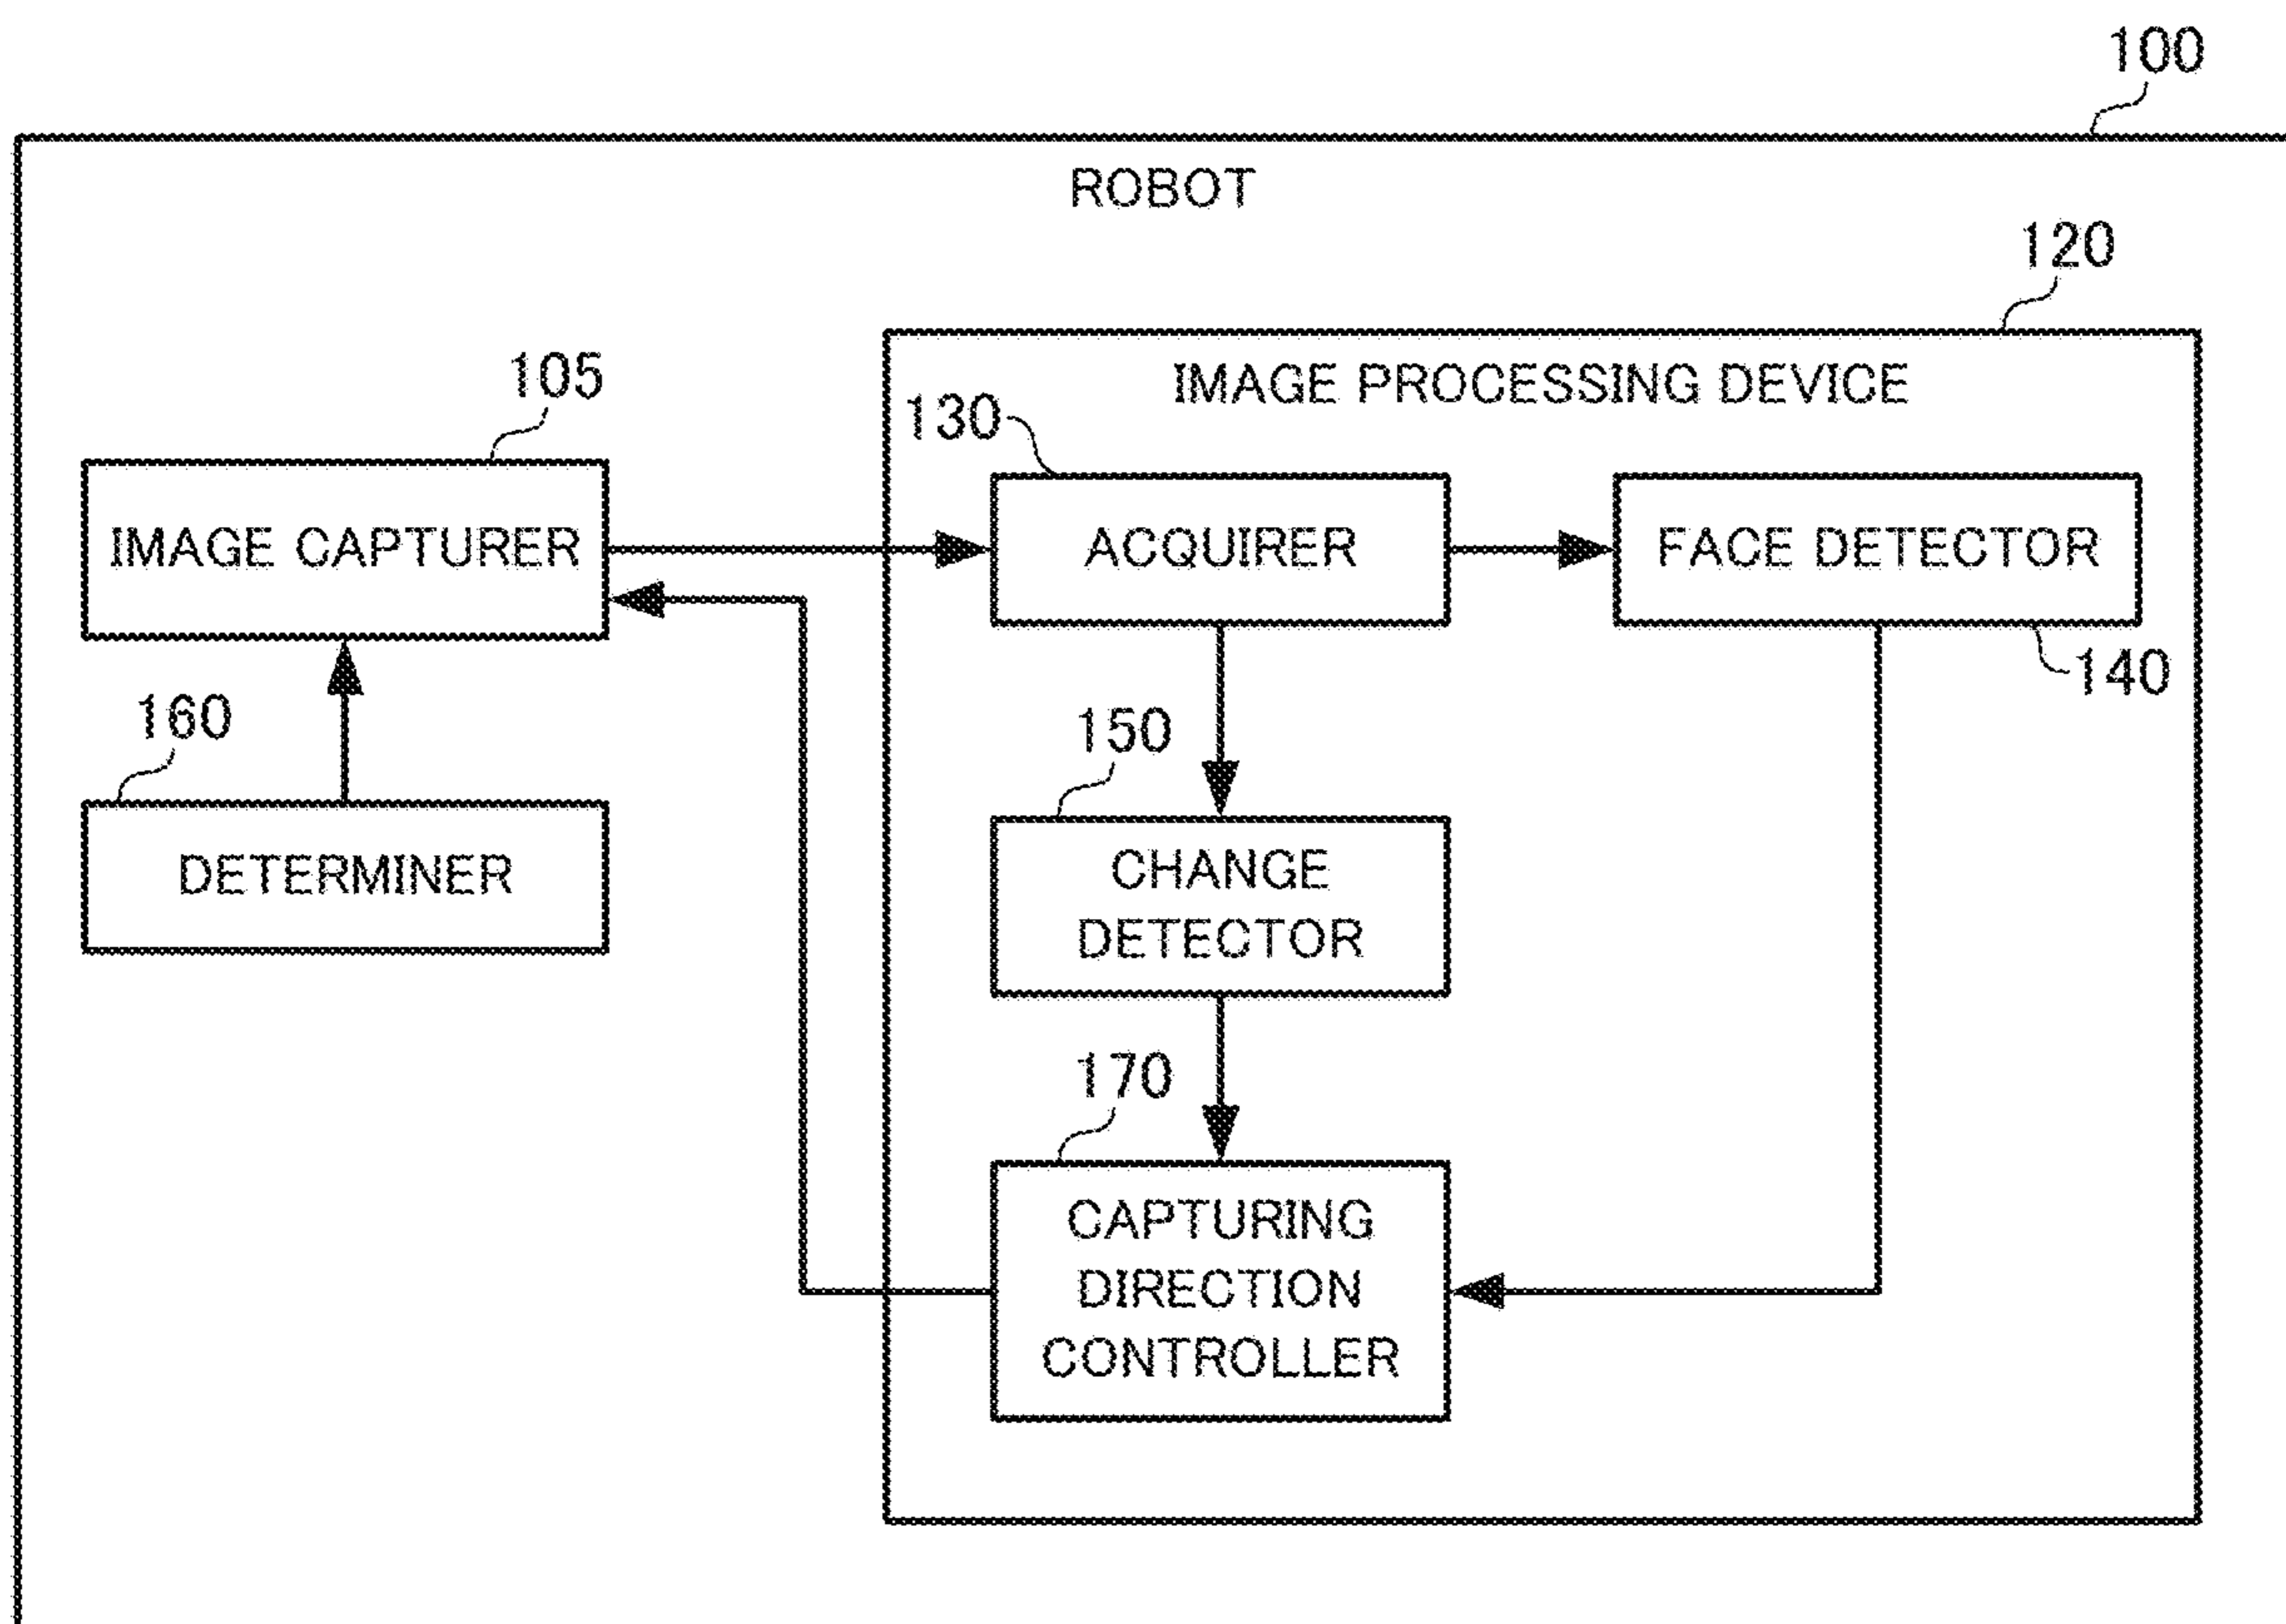 100
ROBOT
120
IMAGE PROCESSING DEVICE
105
130
IMAGE CAPTURER
ACQUIRER
FACE DETECTOR
140
160
150
DETERMINER
CHANGE
DETECTOR
170
CAPTURING
DIRECTION
CONTROLLER